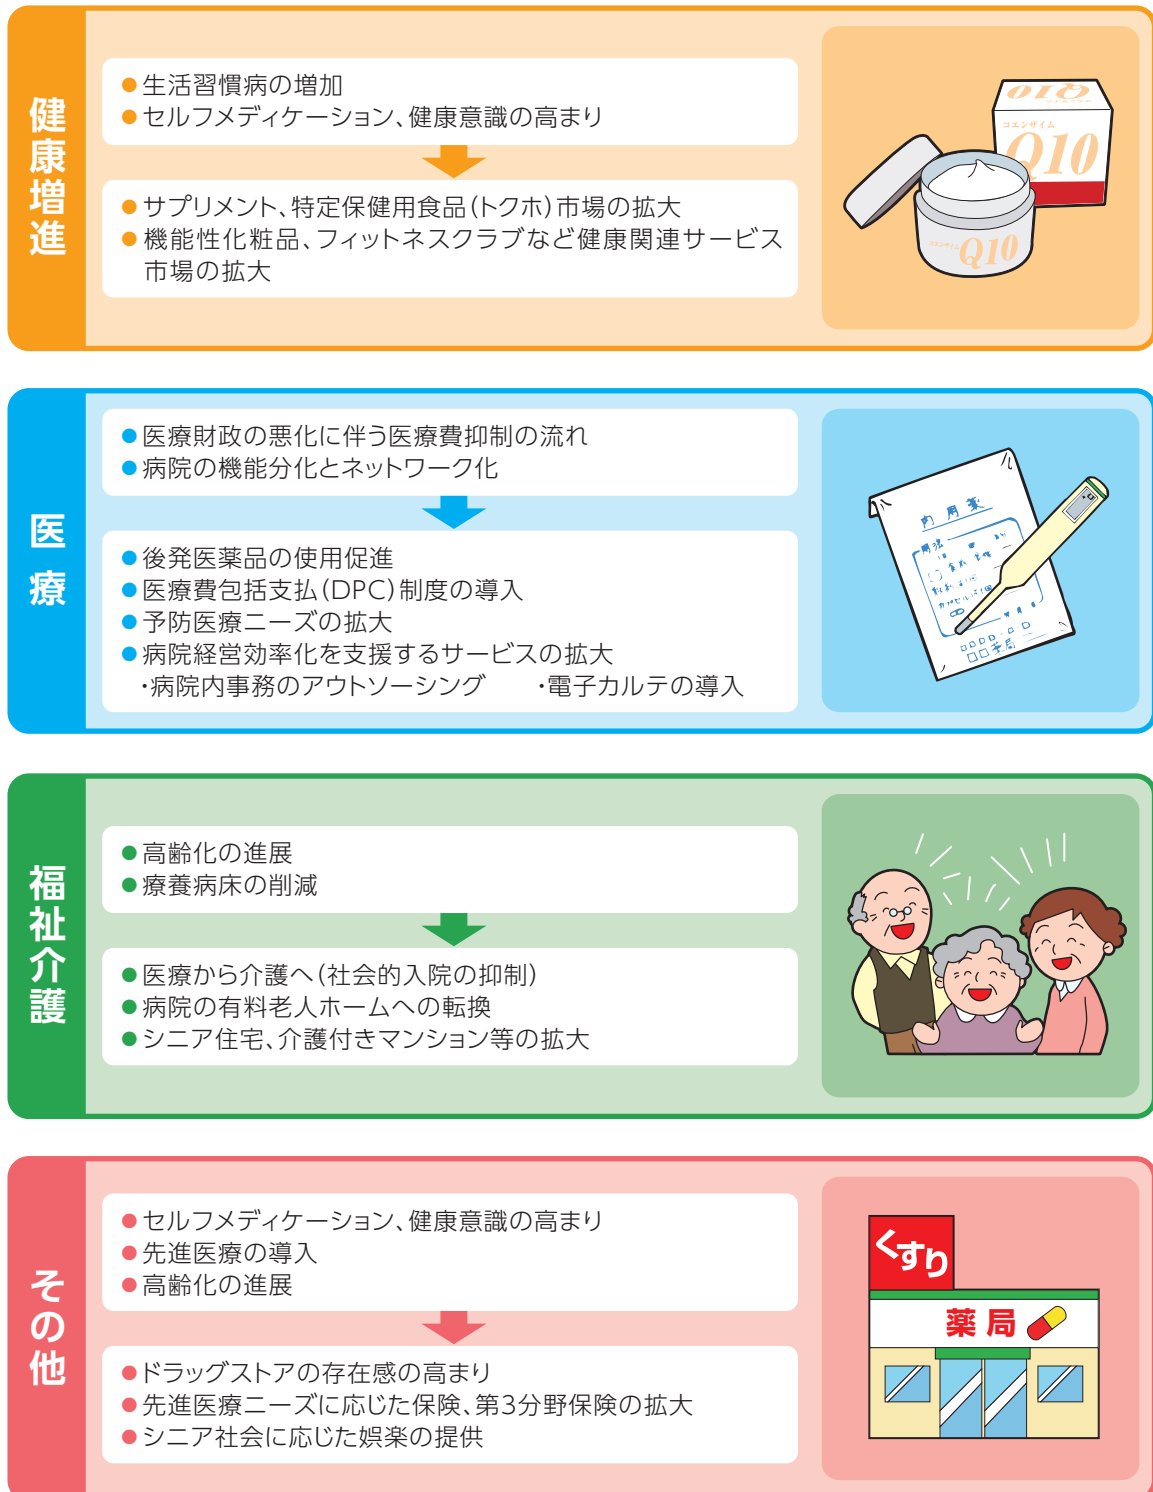 健康増進
●生活習慣病の増加
●セルフメディケーション、健康意識の高まり
●サプリメント、特定保健用食品(トクホ)市場の拡大
●機能性化粧品、フィットネスクラブなど健康関連サービス
市場の拡大
コエンザイム
Q10
コエンザイム
Q10
医療
●医療財政の悪化に伴う医療費抑制の流れ
●病院の機能分化とネットワーク化
●後発医薬品の使用促進
●医療費包括支払(DPC)制度の導入
●予防医療ニーズの拡大
●病院経営効率化を支援するサービスの拡大
・病院内事務のアウトソーシング ・電子カルテの導入
内用薬
用法
□□薬局
福祉介護
●高齢化の進展
●療養病床の削減
●医療から介護へ(社会的入院の抑制)
●病院の有料老人ホームへの転換
●シニア住宅、介護付きマンション等の拡大
その他
●セルフメディケーション、健康意識の高まり
●先進医療の導入
●高齢化の進展
●ドラッグストアの存在感の高まり
●先進医療ニーズに応じた保険、第3分野保険の拡大
●シニア社会に応じた娯楽の提供
くすり
薬局